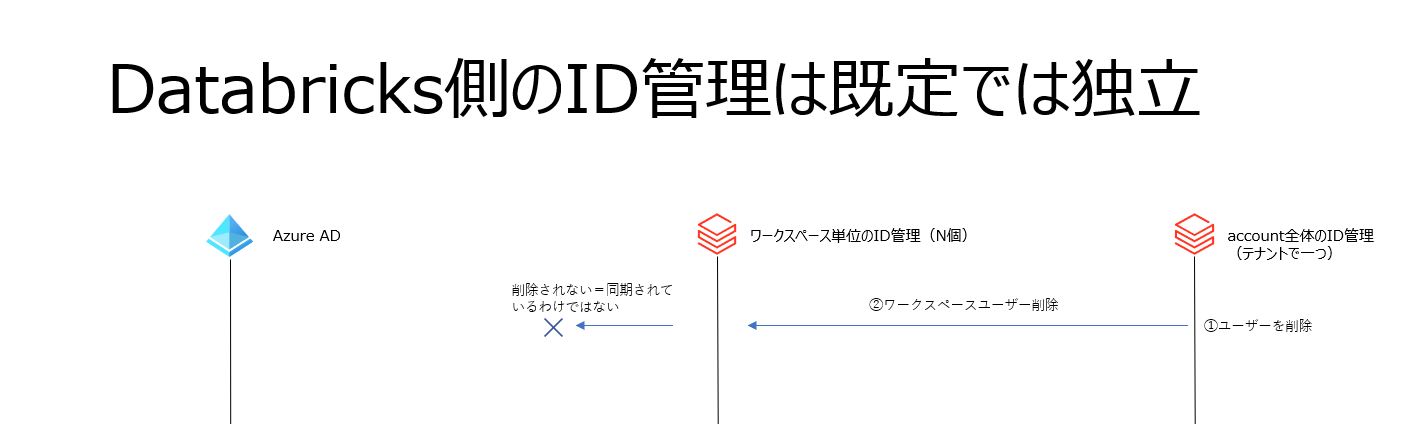 Databricks側のID管理は既定では独立
Azure AD
ワークスペース単位のID管理（N個）
account全体のID管理
（テナントで一つ）
削除されない＝同期されて
いるわけではない
②ワークスペースユーザー削除
①ユーザーを削除